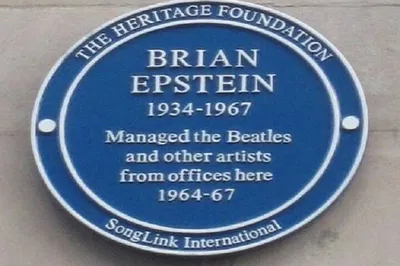 THE HERITAGE FOUNDATION
BRIAN
EPSTEIN
1934-1967
Managed the Beatles
and other artists
from offices here
1964-67
SongLink International